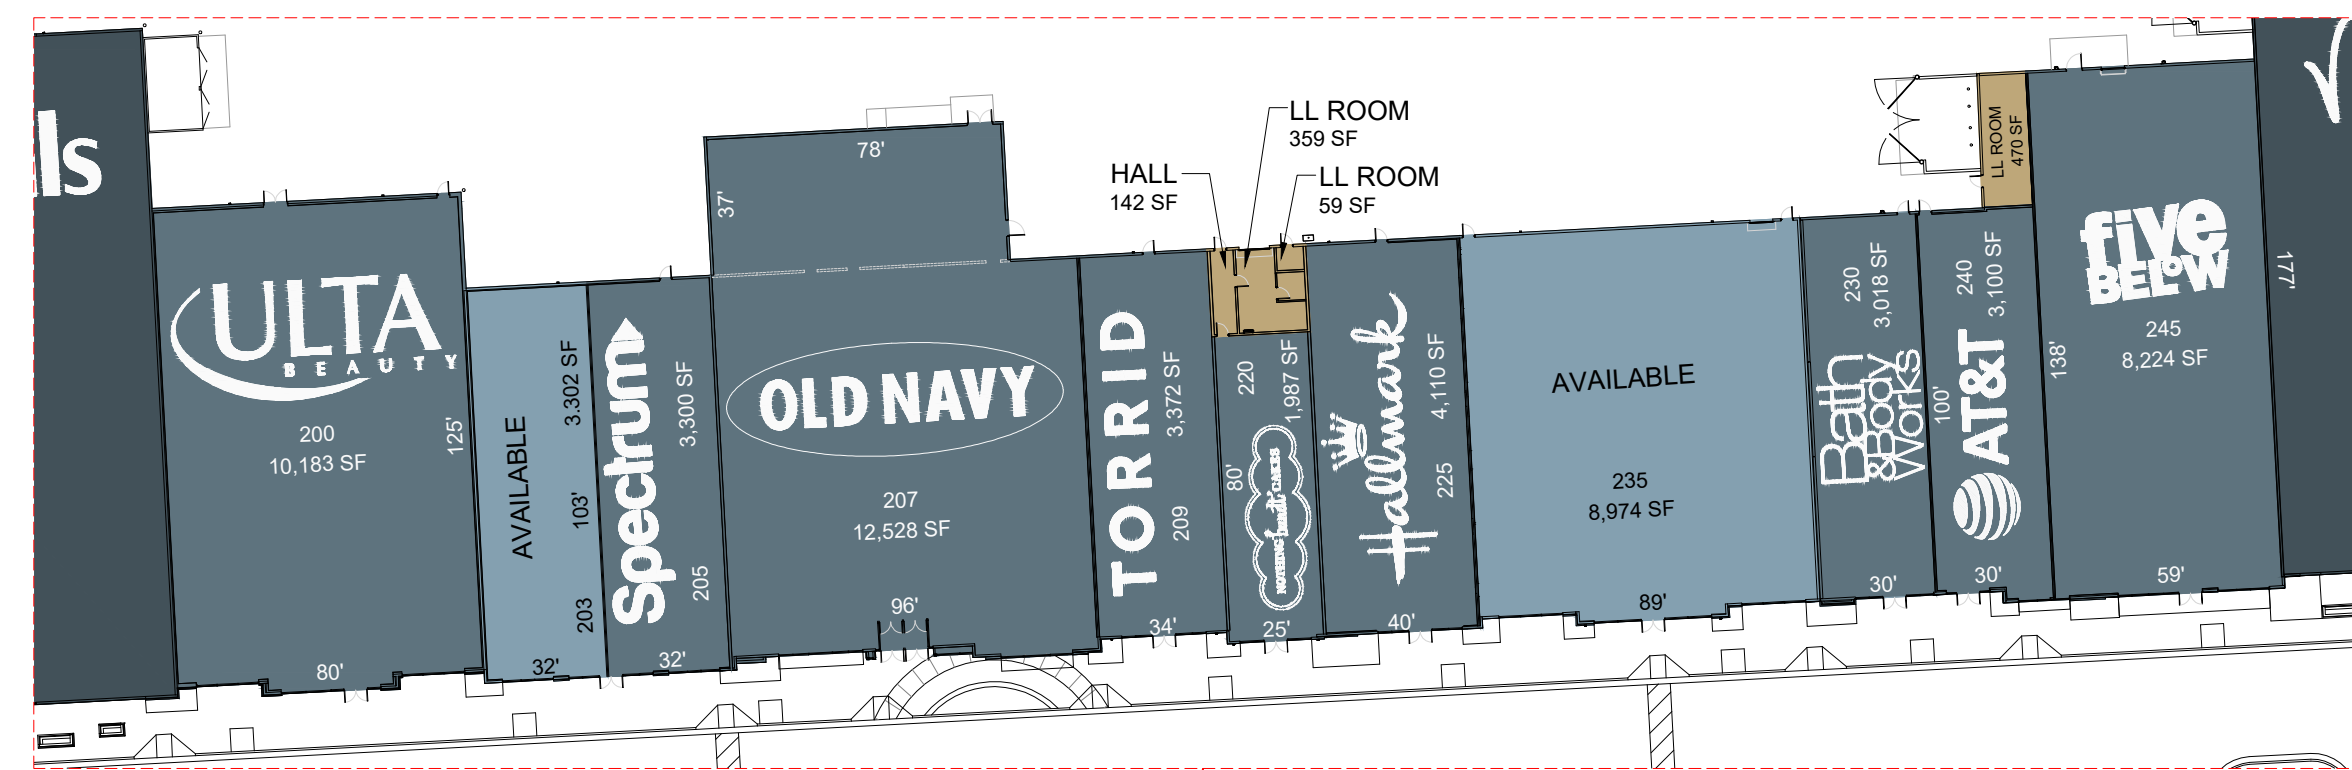 ls
ULTA
BEAUTY
200
10,183 SF
125'
80'
AVAILABLE
3.302 SF
103'
203
32'
Spectrum
3,300 SF
205
32'
78'
37'
OLD NAVY
207
12,528 SF
96'
TORRID
3,372 SF
209
34'
HALL
142 SF
LL ROOM
359 SF
LL ROOM
59 SF
220
1,987 SF
80'
NOTHING bundt CAKES
25'
Hallmark
4,110 SF
225
40'
AVAILABLE
235
8,974 SF
89'
230
3,018 SF
Bath
& Body
Works
30'
240
3,100 SF
100'
AT&T
30'
LL ROOM
470 SF
five
BELOW
245
8,224 SF
138'
177'
59'